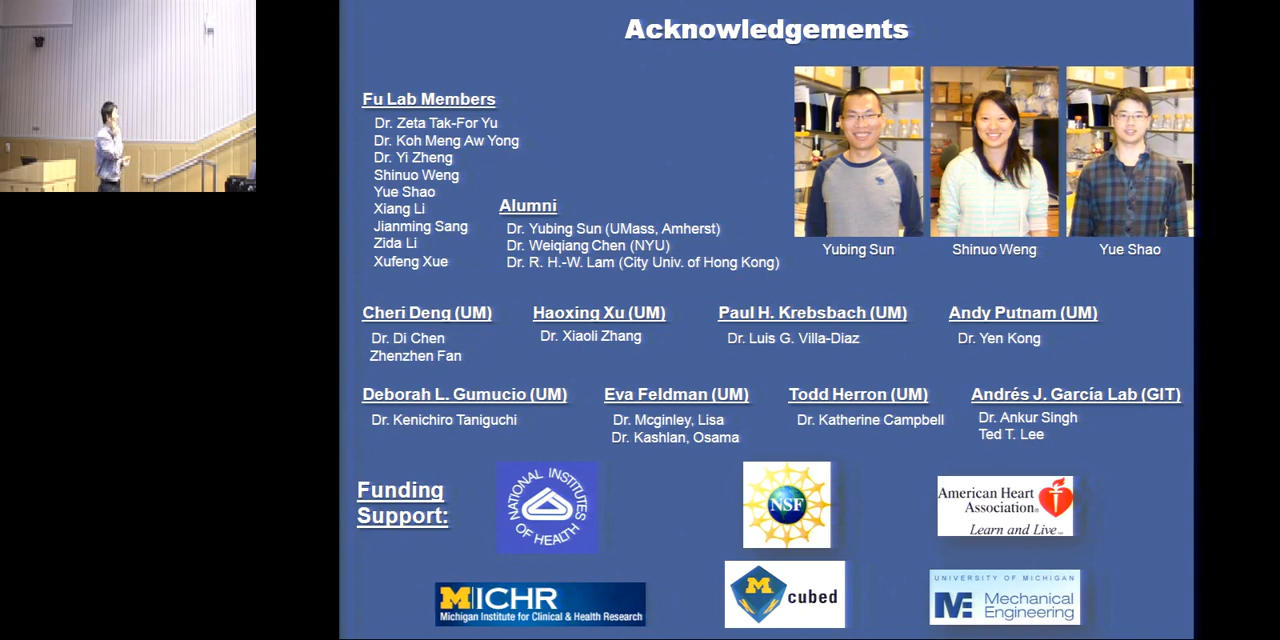 Acknowledgements
Fu Lab Members
Dr. Zeta Tak-For Yu
Dr. Koh Meng Aw Yong
Dr. Yi Zheng
Shinuo Weng
Yue Shao
Xiang Li
Jianming Sang
Zida Li
Xufeng Xue
Alumni
Dr. Yubing Sun (UMass, Amherst)
Dr. Weiqiang Chen (NYU)
Dr. R. H.-W. Lam (City Univ. of Hong Kong)
Yubing Sun
Shinuo Weng
Yue Shao
Cheri Deng (UM)
Dr. Di Chen
Zhenzhen Fan
Haoxing Xu (UM)
Dr. Xiaoli Zhang
Paul H. Krebsbach (UM)
Dr. Luis G. Villa-Diaz
Andy Putnam (UM)
Dr. Yen Kong
Deborah L. Gumucio (UM)
Dr. Kenichiro Taniguchi
Eva Feldman (UM)
Dr. Mcginley, Lisa
Dr. Kashlan, Osama
Todd Herron (UM)
Dr. Katherine Campbell
Andrés J. García Lab (GIT)
Dr. Ankur Singh
Ted T. Lee
Funding
Support:
NATIONAL INSTITUTES
OF HEALTH
NSF
American Heart
Association®
Learn and Live
MICHR
Michigan Institute for Clinical & Health Research
M
cubed
UNIVERSITY OF MICHIGAN
ME Mechanical
Engineering